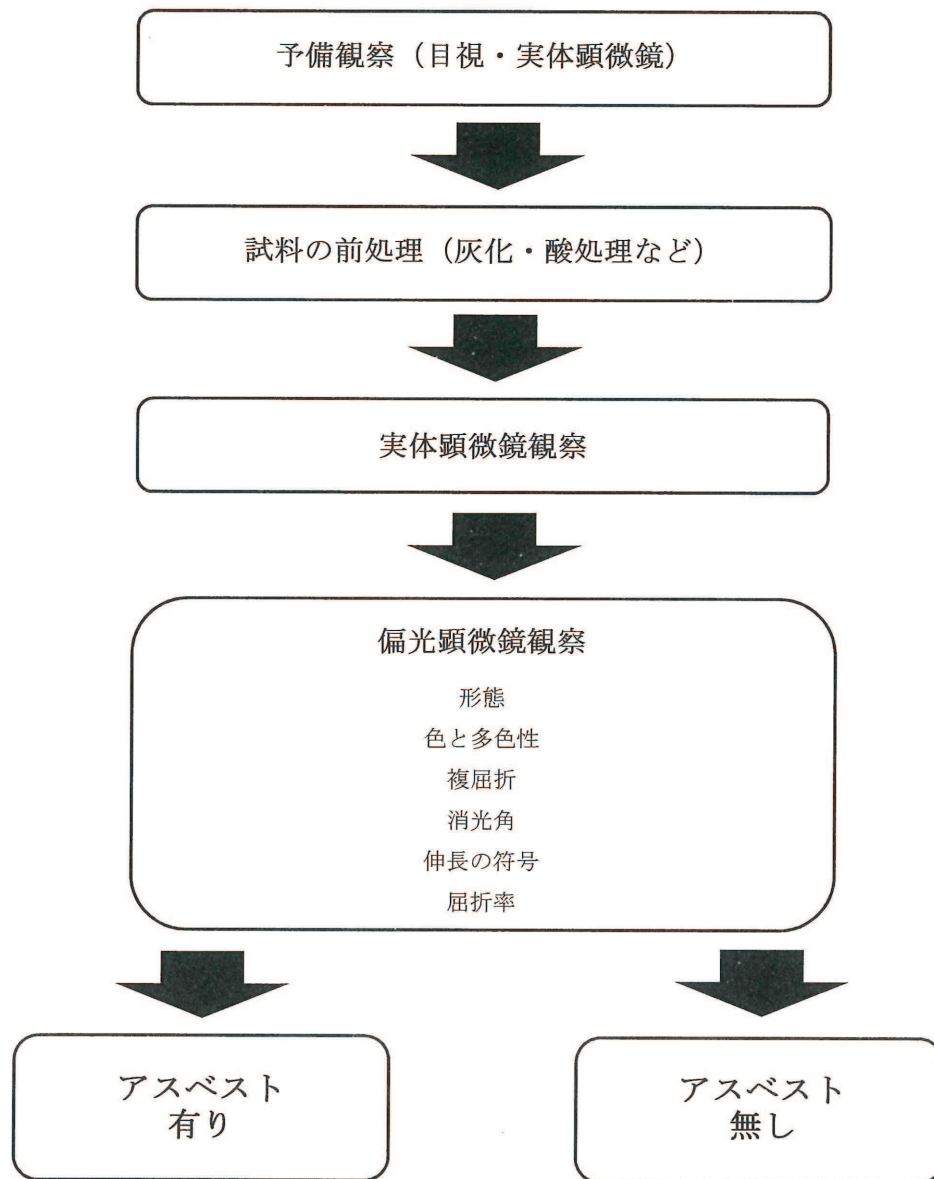 予備観察（目視・実体顕微鏡）
試料の前処理（灰化・酸処理など）
実体顕微鏡観察
偏光顕微鏡観察
形態
色と多色性
複屈折
消光角
伸長の符号
屈折率
アスベスト
有り
アスベスト
無し